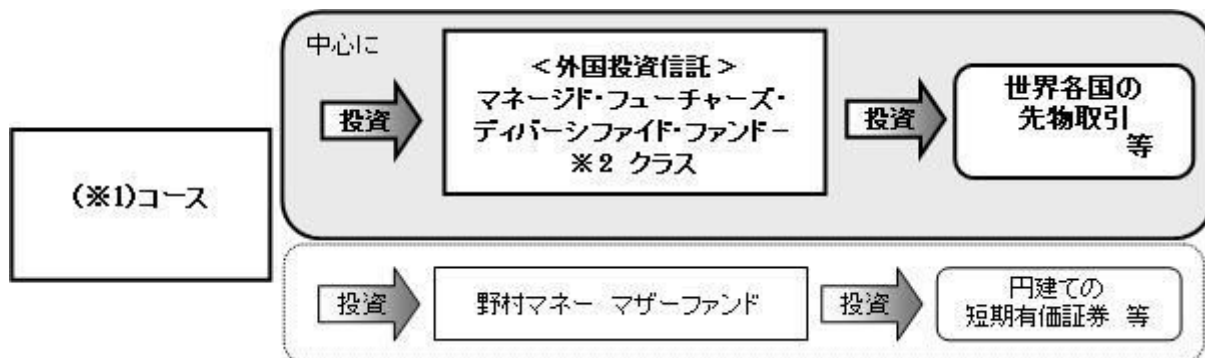 中心に
(※1)コース
投資
＜外国投資信託＞
マネージド・フューチャーズ・
ディバーシファイド・ファンドー
※2 クラス
投資
世界各国の
先物取引
等
投資
野村マネー マザーファンド
投資
円建ての
短期有価証券 等